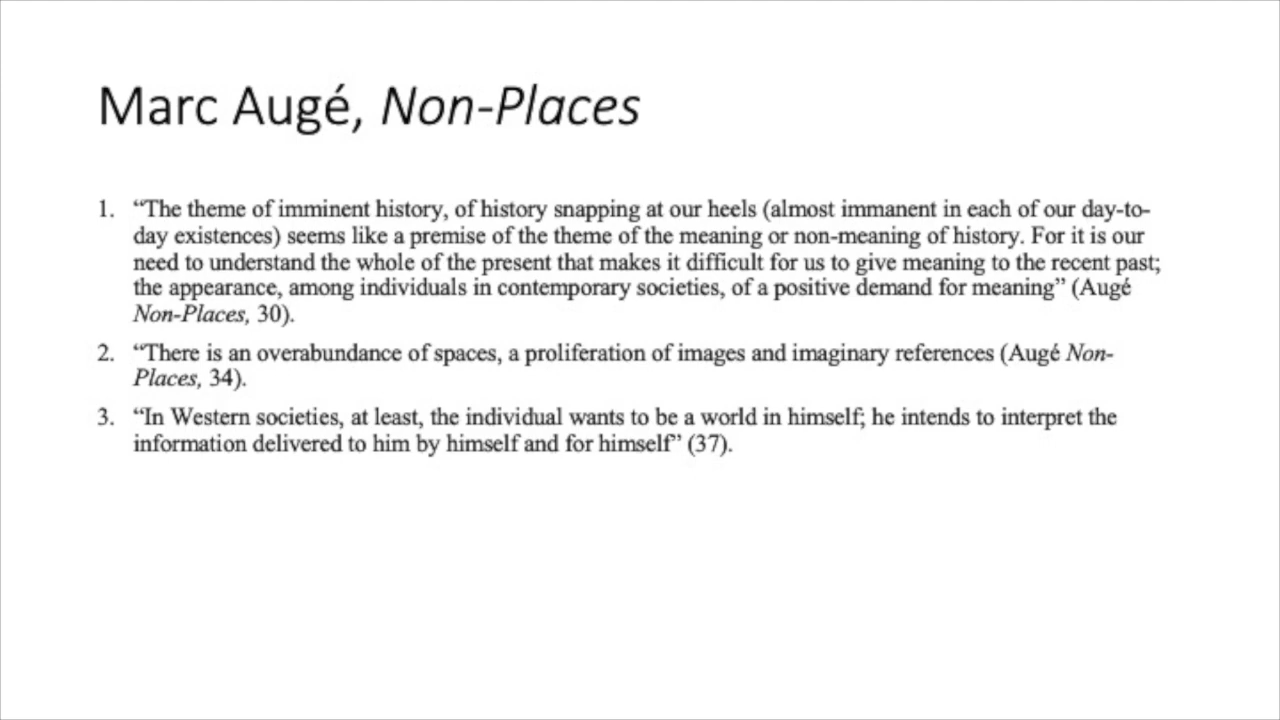 Marc Augé, Non-Places
1. “The theme of imminent history, of history snapping at our heels (almost immanent in each of our day-to-
day existences) seems like a premise of the theme of the meaning or non-meaning of history. For it is our
need to understand the whole of the present that makes it difficult for us to give meaning to the recent past;
the appearance, among individuals in contemporary societies, of a positive demand for meaning” (Augé
Non-Places, 30).
2. “There is an overabundance of spaces, a proliferation of images and imaginary references (Augé Non-
Places, 34).
3. “In Western societies, at least, the individual wants to be a world in himself; he intends to interpret the
information delivered to him by himself and for himself” (37).